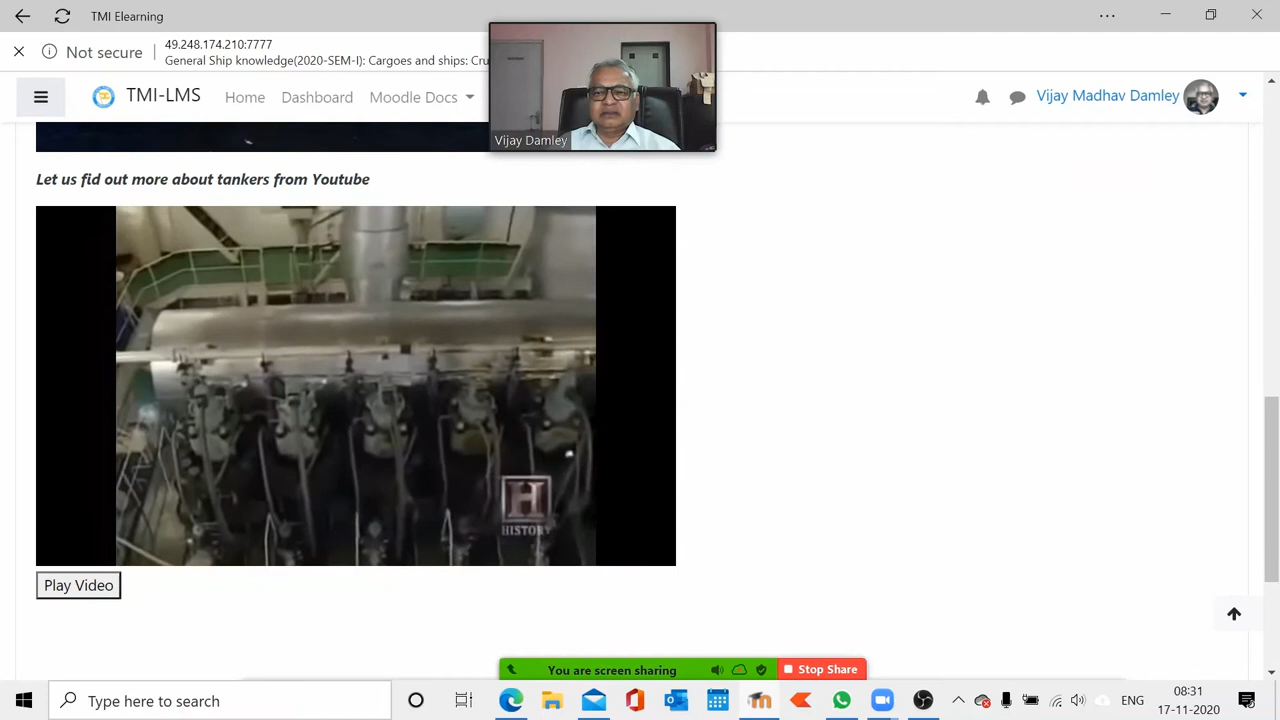 TMI Elearning
Not secure
49.248.174.210:7777
General Ship knowledge(2020-SEM-I): Cargoes and ships: Cru
TMI-LMS
Home
Dashboard
Moodle Docs
Vijay Madhav Damley
Vijay Damley
Let us fid out more about tankers from Youtube
H
HISTORY
Play Video
You are screen sharing
Stop Share
Type here to search
ENG
08:31
17-11-2020